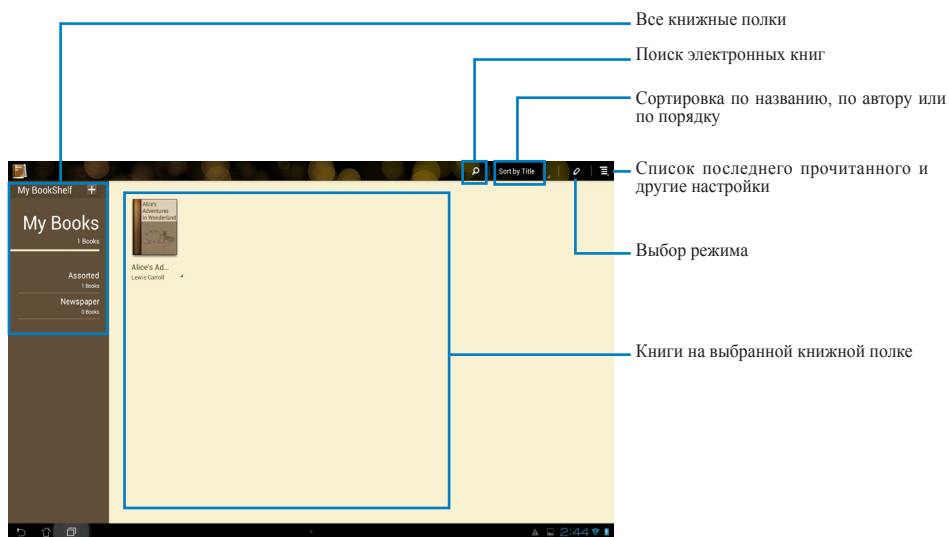 Все книжные полки
Поиск электронных книг
Сортировка по названию, по автору или
по порядку
Список последнего прочитанного и
другие настройки
Выбор режима
Книги на выбранной книжной полке
Sort by Title
My BookShelf
My Books
1 Books
Assorted
1 Books
Newspaper
0 Books
Alice's
Adventures
in Wonderland
Alice's Ad...
Lewis Carroll
2:44